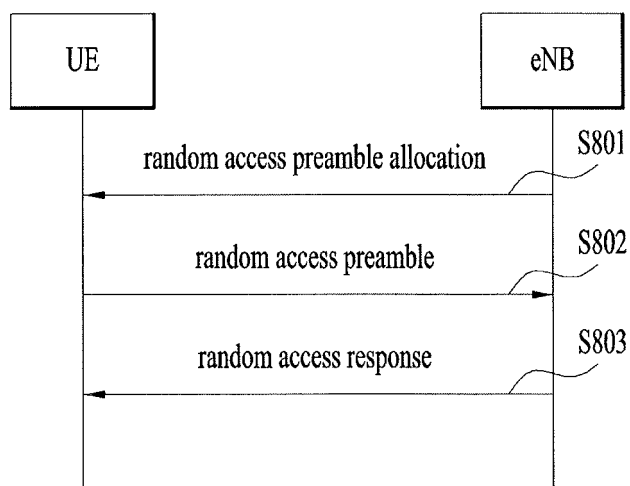 UE
eNB
random access preamble allocation
S801
random access preamble
S802
random access response
S803